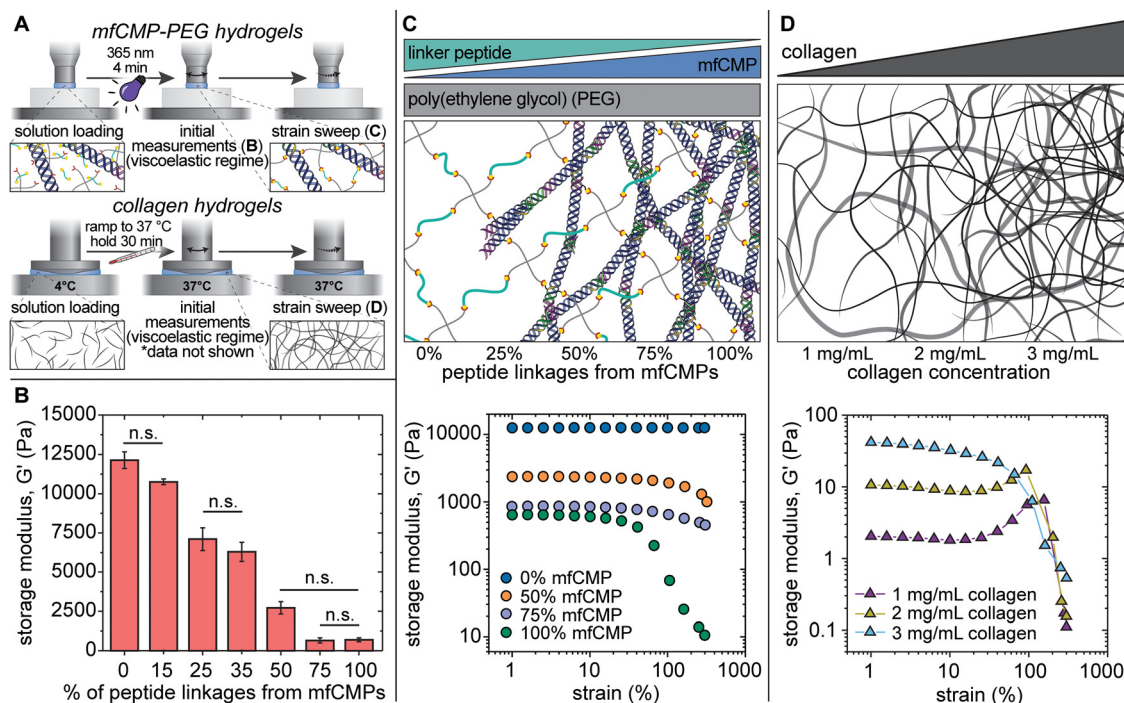 A
mfCMP-PEG hydrogels
365 nm
4 min
solution loading
initial
measurements (B)
(viscoelastic regime)
strain sweep (C)
collagen hydrogels
ramp to 37 °C
hold 30 min
4°C
37°C
37°C
solution loading
initial
measurements
(viscoelastic regime)
*data not shown
strain sweep (D)
B
storage modulus, G' (Pa)
15000
12500
10000
7500
5000
2500
0
n.s.
n.s.
n.s.
n.s.
0 15 25 35 50 75 100
% of peptide linkages from mfCMPs
C
linker peptide
mfCMP
poly(ethylene glycol) (PEG)
0% 25% 50% 75% 100%
peptide linkages from mfCMPs
storage modulus, G' (Pa)
10000
1000
100
10
0% mfCMP
50% mfCMP
75% mfCMP
100% mfCMP
1 10 100 1000
strain (%)
D
collagen
1 mg/mL 2 mg/mL 3 mg/mL
collagen concentration
storage modulus, G' (Pa)
100
10
1
0.1
1 mg/mL collagen
2 mg/mL collagen
3 mg/mL collagen
1 10 100 1000
strain (%)